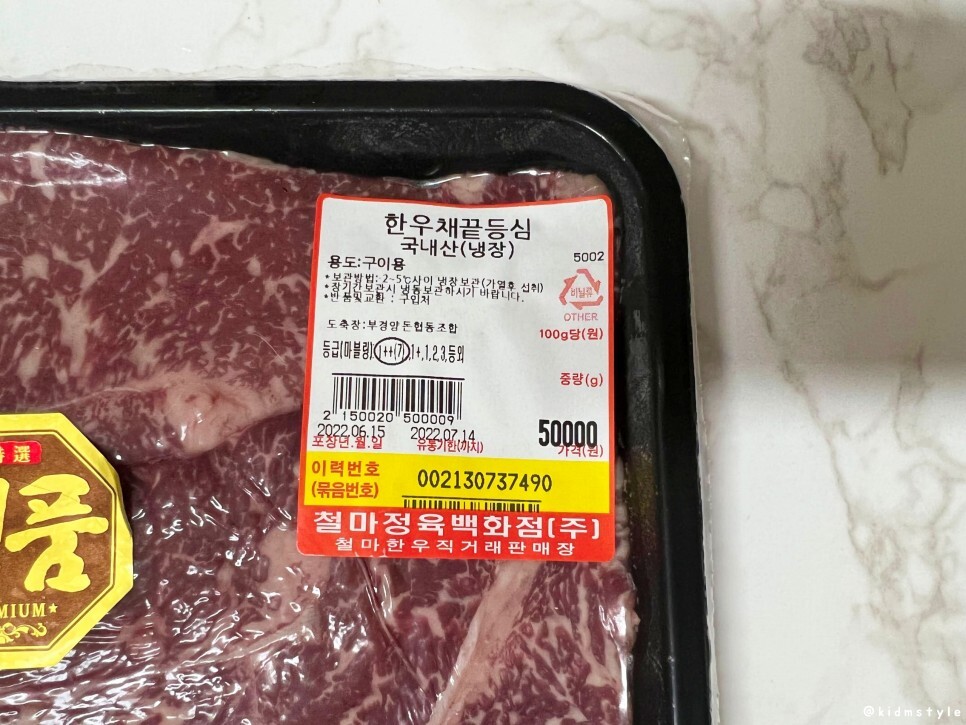 한우채끝등심
국내산(냉장)
5002
용도:구이용
*보관방법: 2~5℃사이 냉장보관(가열후 섭취)
*장기간보관시 냉동보관하시기 바랍니다.
*반품및교환 : 구입처
비닐류
OTHER
도축장:부경양돈협동조합
100g당(원)
등급(마블링)1++(7),1+,1,2,3,등외
중량(g)
2 150020 500009
2022.06.15 2022.07.14
50000
포장년.월.일 유통기한(까지)
가격(원)
이력번호
(묶음번호)
002130737490
철마정육백화점(주)
철마한우직거래판매장
選
품
MIUM★
@kidmstyle